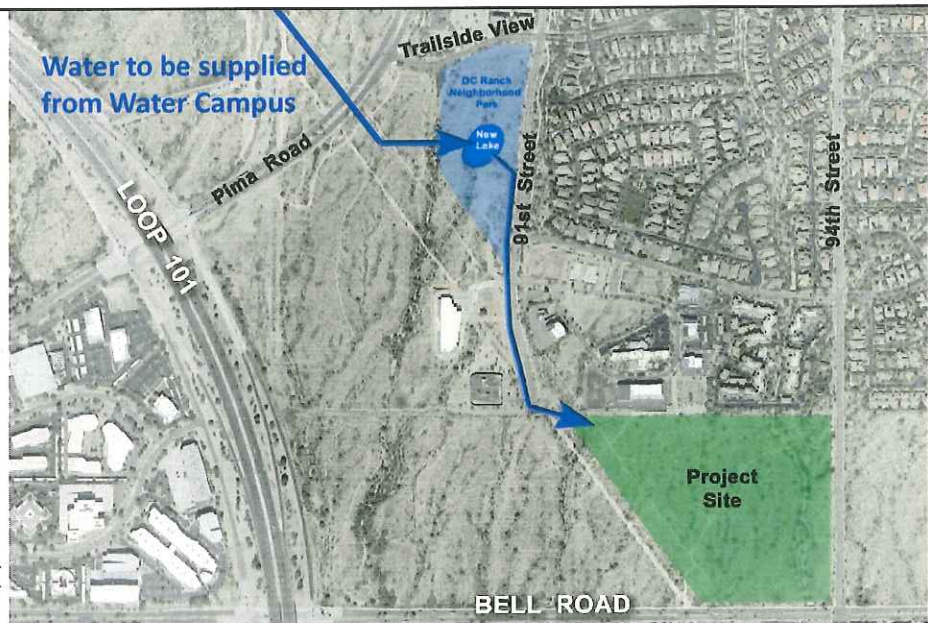 Trailside View
Water to be supplied
from Water Campus
DC Ranch
Neighborhood
Park
New
Lake
Pima Road
91st Street
94th Street
LOOP 101
Project
Site
BELL ROAD